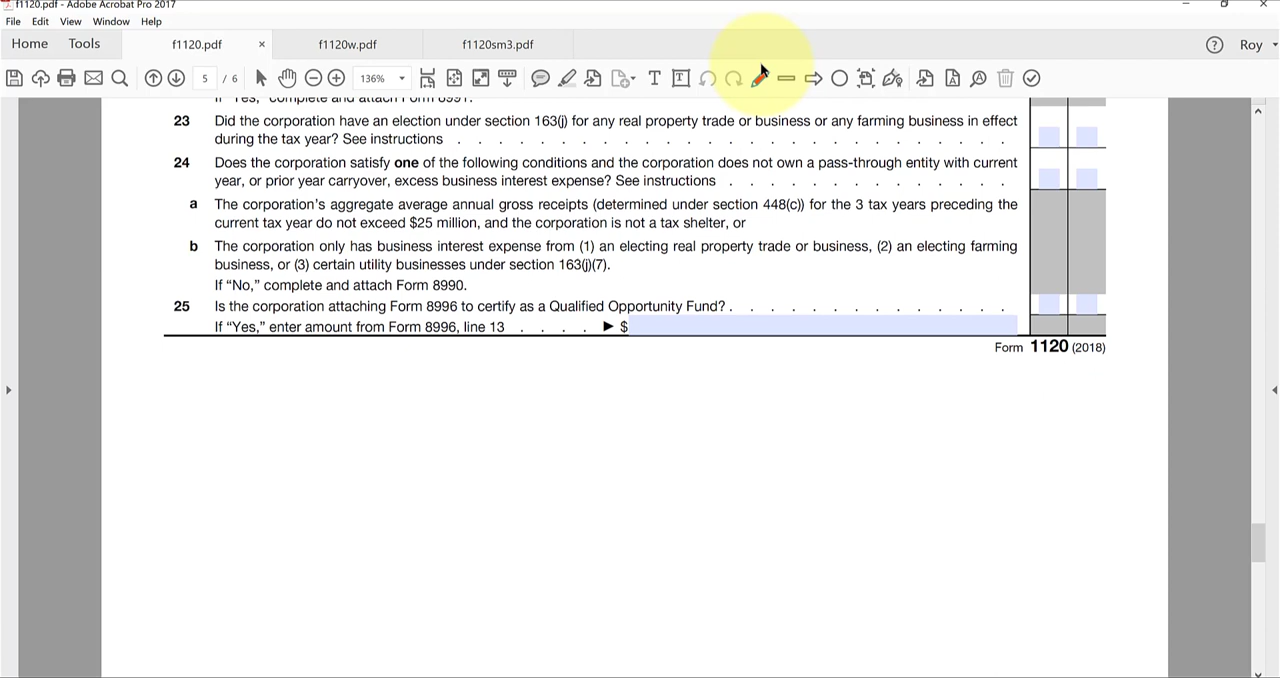 f1120.pdf - Adobe Acrobat Pro 2017
File Edit View Window Help
Home Tools f1120.pdf × f1120w.pdf f1120sm3.pdf ? Roy
5 / 6 136%
If "Yes," complete and attach Form 8991.
23 Did the corporation have an election under section 163(j) for any real property trade or business or any farming business in effect
during the tax year? See instructions . . . . . . . . . . . . . . . . . . . . . . . . . . .
24 Does the corporation satisfy one of the following conditions and the corporation does not own a pass-through entity with current
year, or prior year carryover, excess business interest expense? See instructions . . . . . . . . . . . . . .
a The corporation's aggregate average annual gross receipts (determined under section 448(c)) for the 3 tax years preceding the
current tax year do not exceed $25 million, and the corporation is not a tax shelter, or
b The corporation only has business interest expense from (1) an electing real property trade or business, (2) an electing farming
business, or (3) certain utility businesses under section 163(j)(7).
If "No," complete and attach Form 8990.
25 Is the corporation attaching Form 8996 to certify as a Qualified Opportunity Fund? . . . . . . . . . . . . . .
If "Yes," enter amount from Form 8996, line 13 . . . . ▶ $
Form 1120 (2018)